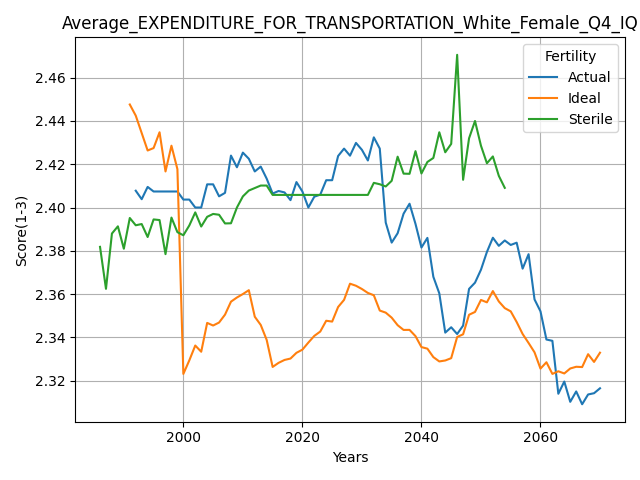 Average_EXPENDITURE_FOR_TRANSPORTATION_White_Female_Q4_IQ
Fertility
Actual
Ideal
Sterile
Score(1-3)
2.46
2.44
2.42
2.40
2.38
2.36
2.34
2.32
2000
2020
2040
2060
Years